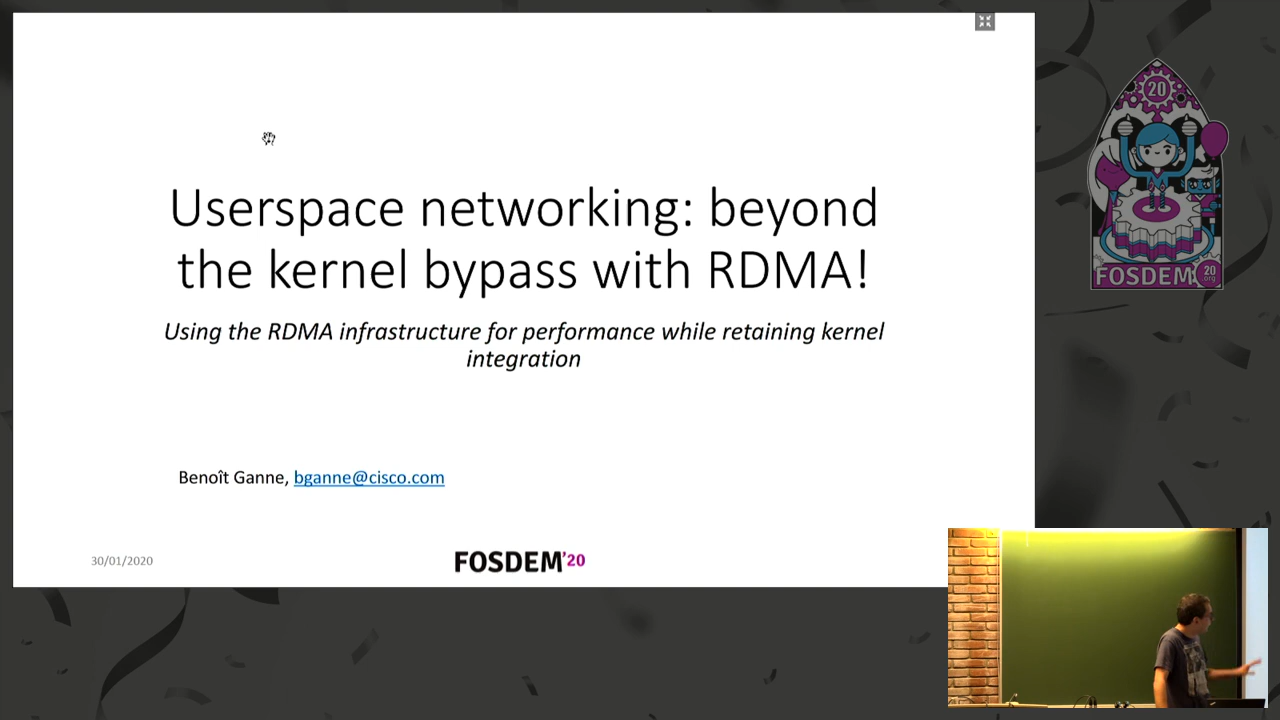 Userspace networking: beyond
the kernel bypass with RDMA!
Using the RDMA infrastructure for performance while retaining kernel
integration
Benoît Ganne, bganne@cisco.com
30/01/2020
FOSDEM'20
20
FOSDEM
20
.org